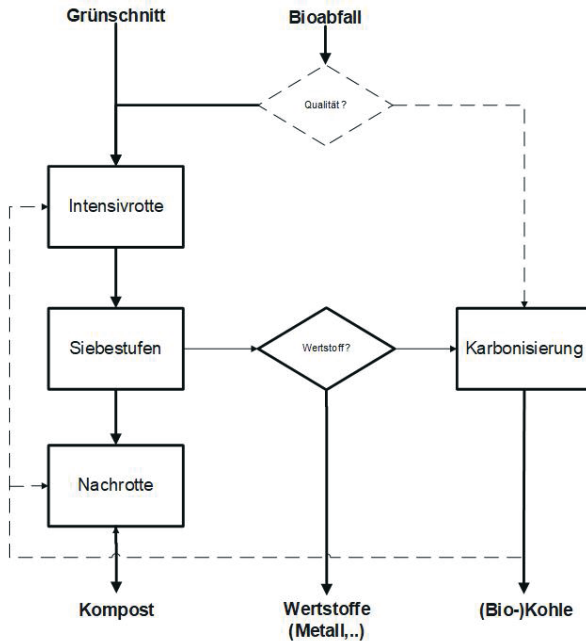 Grünschnitt
Bioabfall
Qualität ?
Intensivrotte
Siebestufen
Wertstoff?
Karbonisierung
Nachrotte
Kompost
Wertstoffe
(Metall,..)
(Bio-)Kohle